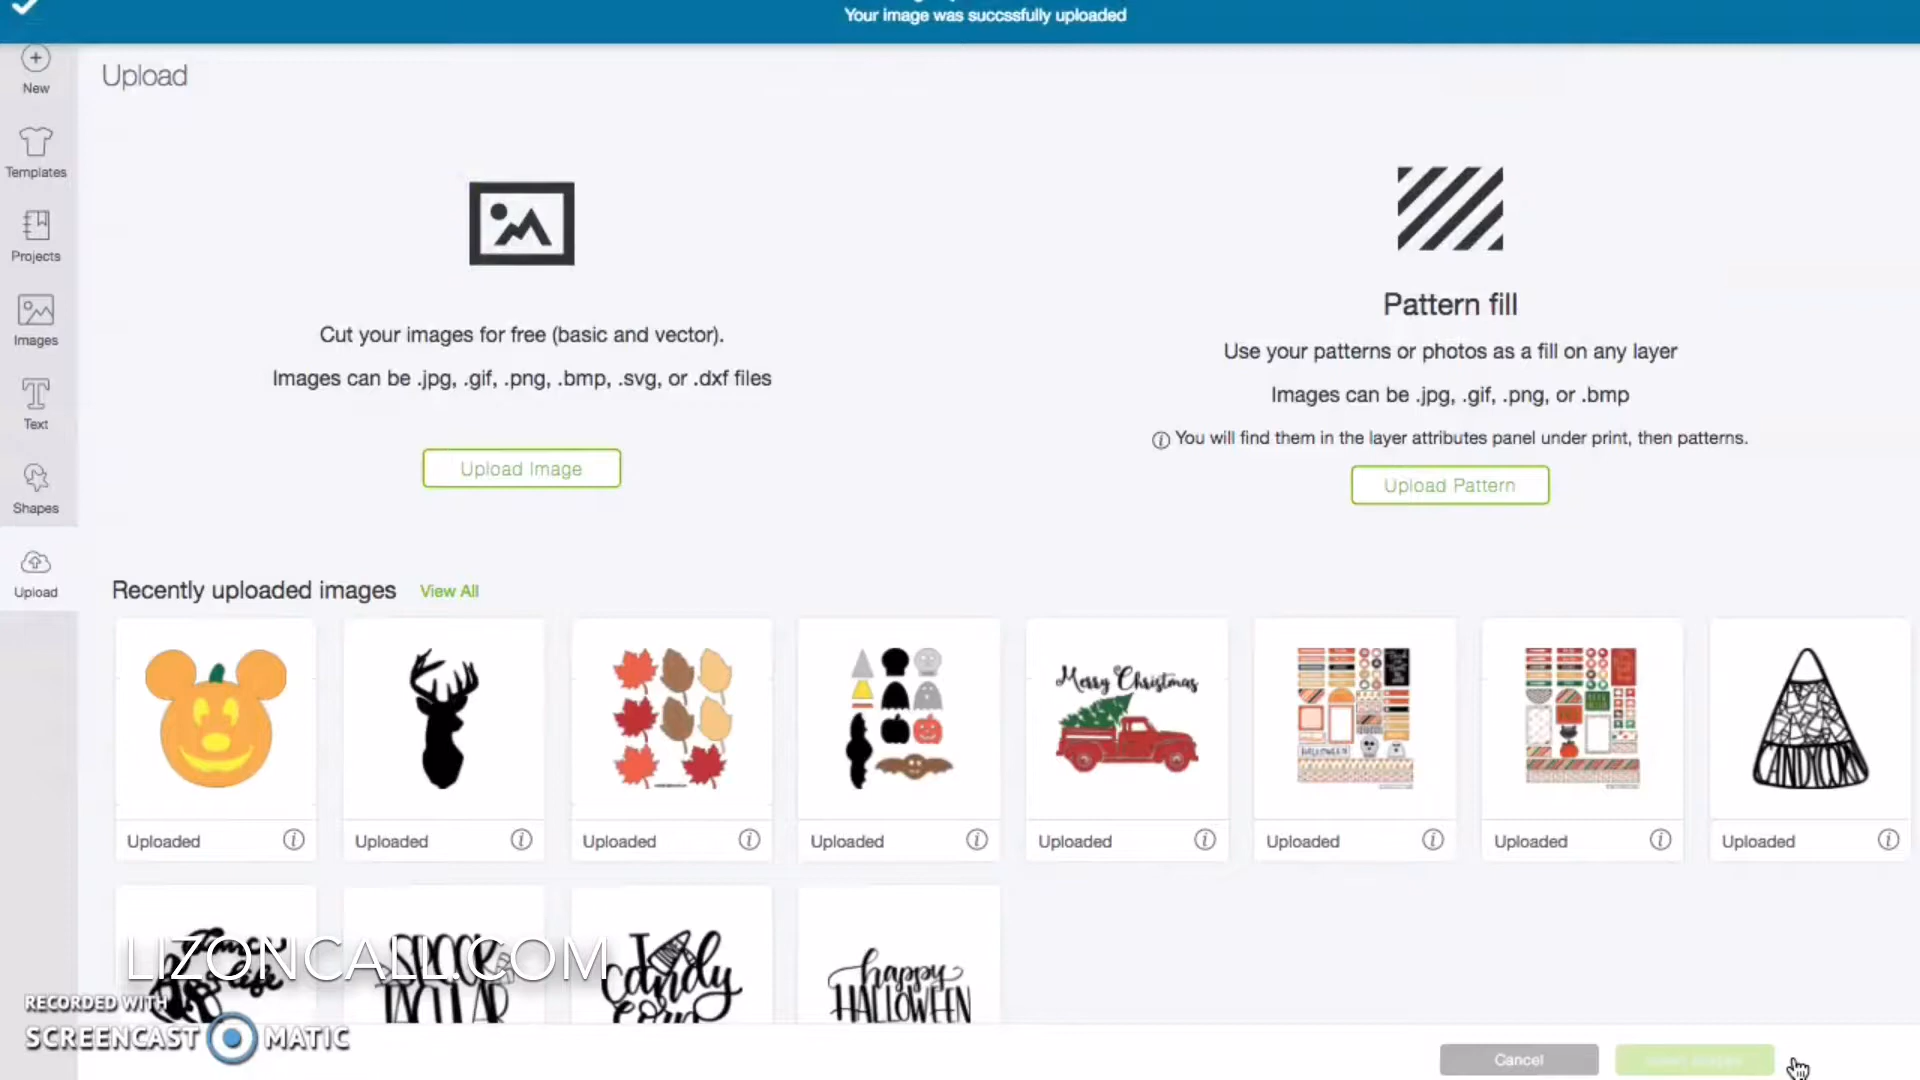 Your image was succssfully uploaded
New
Templates
Projects
Images
Text
Shapes
Upload
Upload
Cut your images for free (basic and vector).
Images can be .jpg, .gif, .png, .bmp, .svg, or .dxf files
Upload Image
Pattern fill
Use your patterns or photos as a fill on any layer
Images can be .jpg, .gif, .png, or .bmp
You will find them in the layer attributes panel under print, then patterns.
Upload Pattern
Recently uploaded images View All
Merry Christmas
HALLOWEEN
Uploaded
Uploaded
Uploaded
Uploaded
Uploaded
Uploaded
Uploaded
Uploaded
I
Candy
Corn
happy
HALLOWEEN
LIZONCALL.COM
RECORDED WITH
SCREENCAST MATIC
Cancel